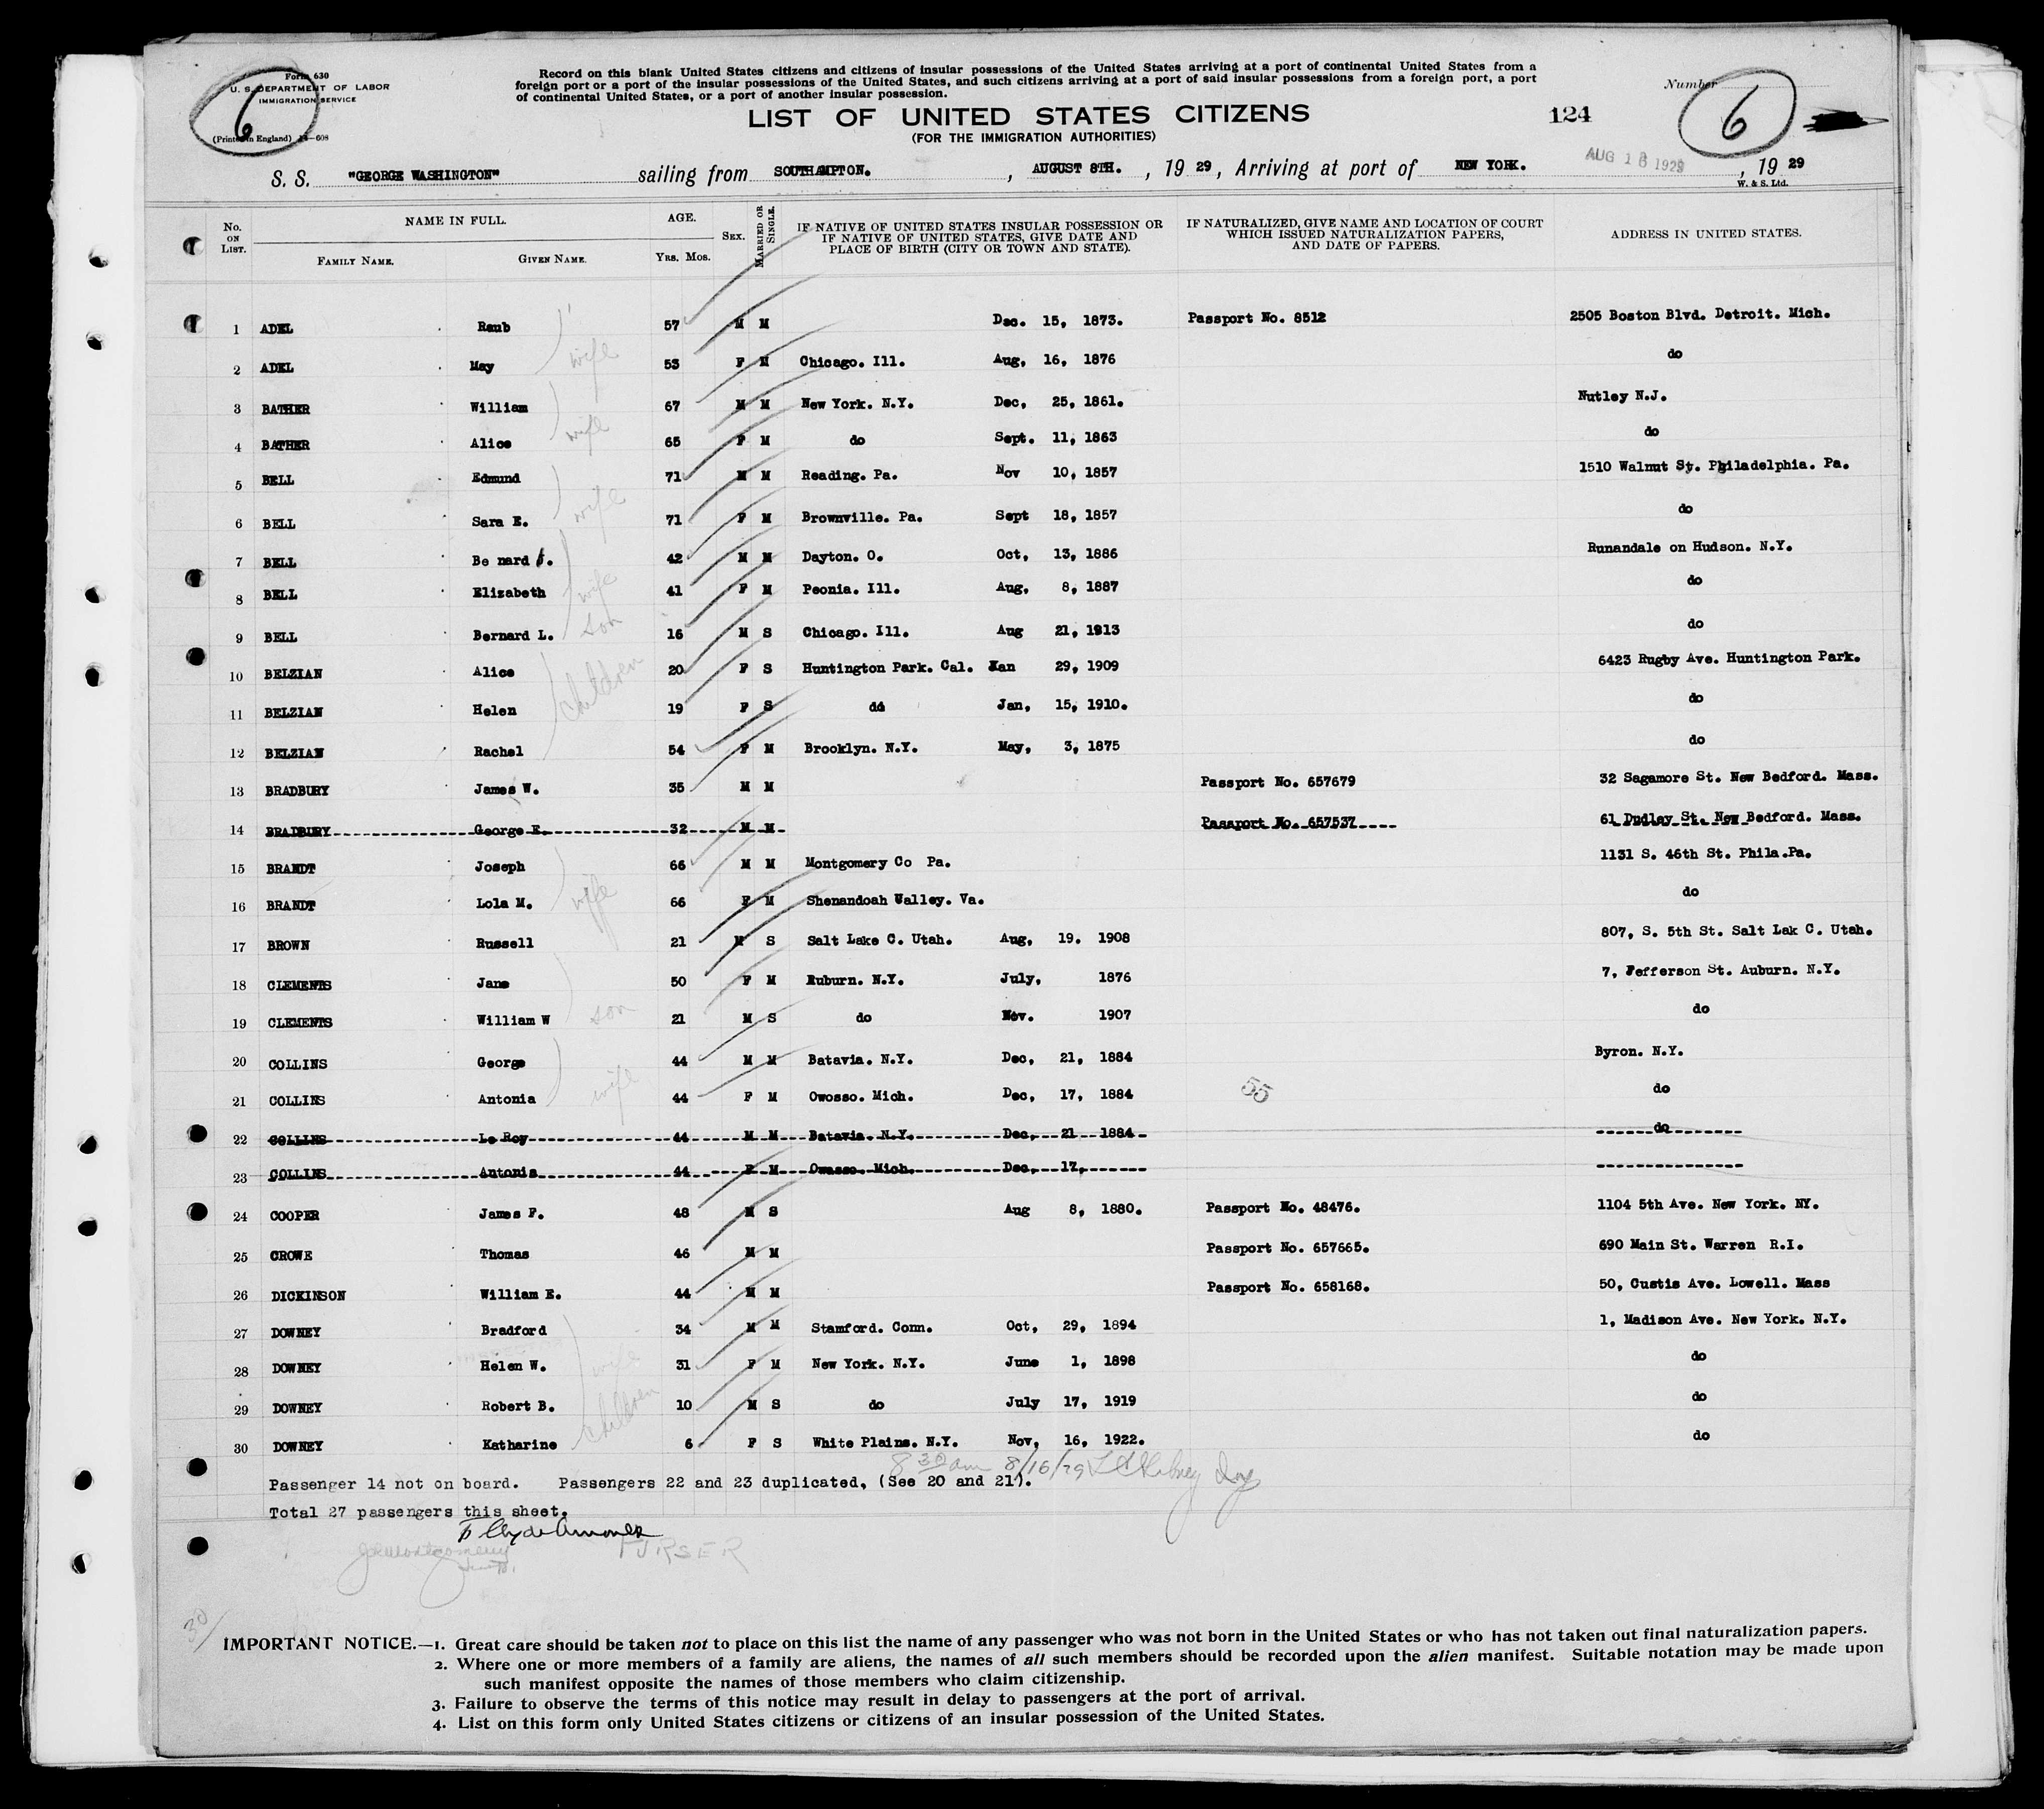 Form 630
U. S. DEPARTMENT OF LABOR
IMMIGRATION SERVICE
(Printed in England) 14—608
6
Record on this blank United States citizens and citizens of insular possessions of the United States arriving at a port of continental United States from a
foreign port or a port of the insular possessions of the United States, and such citizens arriving at a port of said insular possessions from a foreign port, a port
of continental United States, or a port of another insular possession.
Number
6
LIST OF UNITED STATES CITIZENS
124
(FOR THE IMMIGRATION AUTHORITIES)
S. S. "GEORGE WASHINGTON" sailing from SOUTHAMPTON. , AUGUST 8TH. , 19 29, Arriving at port of NEW YORK. AUG 16 1929 , 19 29
W. & S. Ltd.
No. ON LIST. NAME IN FULL. AGE. SEX. MARRIED OR SINGLE. IF NATIVE OF UNITED STATES INSULAR POSSESSION OR IF NATIVE OF UNITED STATES, GIVE DATE AND PLACE OF BIRTH (CITY OR TOWN AND STATE). IF NATURALIZED, GIVE NAME AND LOCATION OF COURT WHICH ISSUED NATURALIZATION PAPERS, AND DATE OF PAPERS. ADDRESS IN UNITED STATES.
FAMILY NAME. GIVEN NAME. YRS. MOS.
1 ADEL Raub 57 M M Dec. 15, 1873. Passport No. 8512 2505 Boston Blvd. Detroit. Mich.
2 ADEL May wife 53 F M Chicago. Ill. Aug, 16, 1876 do
3 BATHER William 67 M M New York. N.Y. Dec, 25, 1861. Nutley N.J.
4 BATHER Alice wife 65 F M do Sept. 11, 1863 do
5 BELL Edmund 71 M M Reading. Pa. Nov 10, 1857 1510 Walnut St. Philadelphia. Pa.
6 BELL Sara E. wife 71 F M Brownville. Pa. Sept 18, 1857 do
7 BELL Be nard . 42 M M Dayton. O. Oct, 13, 1886 Runandale on Hudson. N.Y.
8 BELL Elizabeth wife 41 F M Peonia. Ill. Aug, 8, 1887 do
9 BELL Bernard L. son 16 M S Chicago. Ill. Aug 21, 1913 do
10 BELZIAN Alice children 20 F S Huntington Park. Cal. Jan 29, 1909 6423 Rugby Ave. Huntington Park.
11 BELZIAN Helen 19 F S do Jan, 15, 1910. do
12 BELZIAN Rachel 54 F M Brooklyn. N.Y. May, 3, 1875 do
13 BRADBURY James W. 35 M M Passport No. 657679 32 Sagamore St. New Bedford. Mass.
14 BRADBURY George E. 32 M M Passport No. 657537 61 Dudley St. New Bedford. Mass.
15 BRANDT Joseph 66 M M Montgomery Co Pa. 1131 S. 46th St. Phila.Pa.
16 BRANDT Lola M. wife 66 F M Shenandoah Valley. Va. do
17 BROWN Russell 21 M S Salt Lake C. Utah. Aug, 19. 1908 807, S. 5th St. Salt Lak C. Utah.
18 CLEMENTS Jane 50 F M Auburn. N.Y. July, 1876 7, Jefferson St. Auburn. N.Y.
19 CLEMENTS William W son 21 M S do Nov. 1907 do
20 COLLINS George 44 M M Batavia. N.Y. Dec, 21, 1884 Byron. N.Y.
21 COLLINS Antonia wife 44 F M Owosso. Mich. Dec, 17, 1884 55 do
22 COLLINS Le Roy 44 M M Batavia. N.Y. Dec, 21 1884 do
23 COLLINS Antonia 44 F M Owasso. Mich. Dec, 17,
24 COOPER James F. 48 M S Aug 8, 1880. Passport No. 48476. 1104 5th Ave. New York. NY.
25 CROWE Thomas 46 M M Passport No. 657665. 690 Main St. Warren R.I.
26 DICKINSON William E. 44 M M Passport No. 658168. 50, Custis Ave. Lowell. Mass
27 DOWNEY Bradford 34 M M Stamford. Conn. Oct, 29, 1894 1, Madison Ave. New York. N.Y.
28 DOWNEY Helen W. wife 31 F M New York. N.Y. June 1, 1898 do
29 DOWNEY Robert B. children 10 M S do July 17, 1919 do
30 DOWNEY Katharine 6 F S White Plains. N.Y. Nov, 16, 1922. do
8 30 am 8/16/29
Passenger 14 not on board. Passengers 22 and 23 duplicated, (See 20 and 21).
Total 27 passengers this sheet.
PURSER
30/
IMPORTANT NOTICE.—1. Great care should be taken not to place on this list the name of any passenger who was not born in the United States or who has not taken out final naturalization papers.
2. Where one or more members of a family are aliens, the names of all such members should be recorded upon the alien manifest. Suitable notation may be made upon
such manifest opposite the names of those members who claim citizenship.
3. Failure to observe the terms of this notice may result in delay to passengers at the port of arrival.
4. List on this form only United States citizens or citizens of an insular possession of the United States.